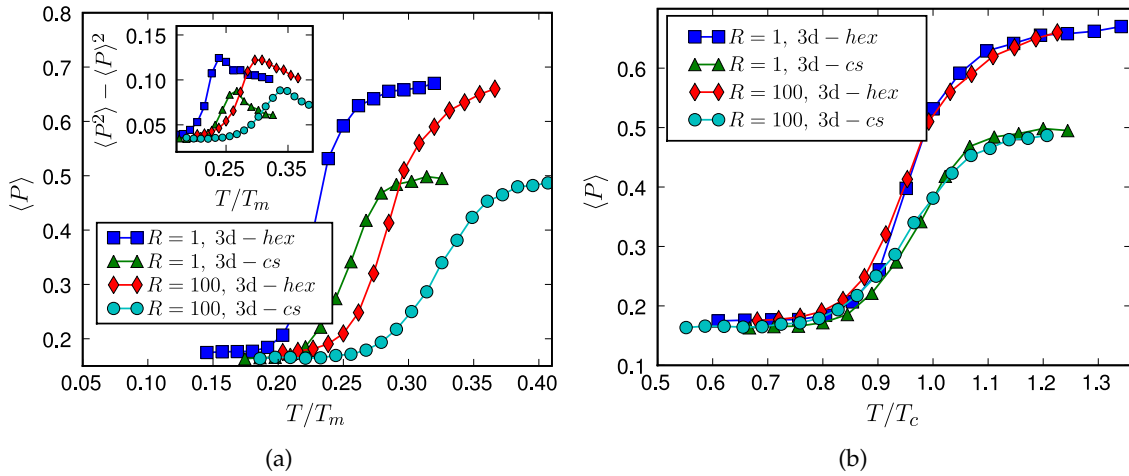 0.7
0.6
0.5
0.4
0.3
0.2
⟨P⟩
0.05 0.10 0.15 0.20 0.25 0.30 0.35 0.40
T/T_m
⟨P²⟩ − ⟨P⟩²
0.15
0.10
0.05
0.25 0.35
T/T_m
R = 1, 3d − hex
R = 1, 3d − cs
R = 100, 3d − hex
R = 100, 3d − cs
(a)
0.6
0.5
0.4
0.3
0.2
0.1
⟨P⟩
0.5 0.6 0.7 0.8 0.9 1.0 1.1 1.2 1.3
T/T_c
R = 1, 3d − hex
R = 1, 3d − cs
R = 100, 3d − hex
R = 100, 3d − cs
(b)